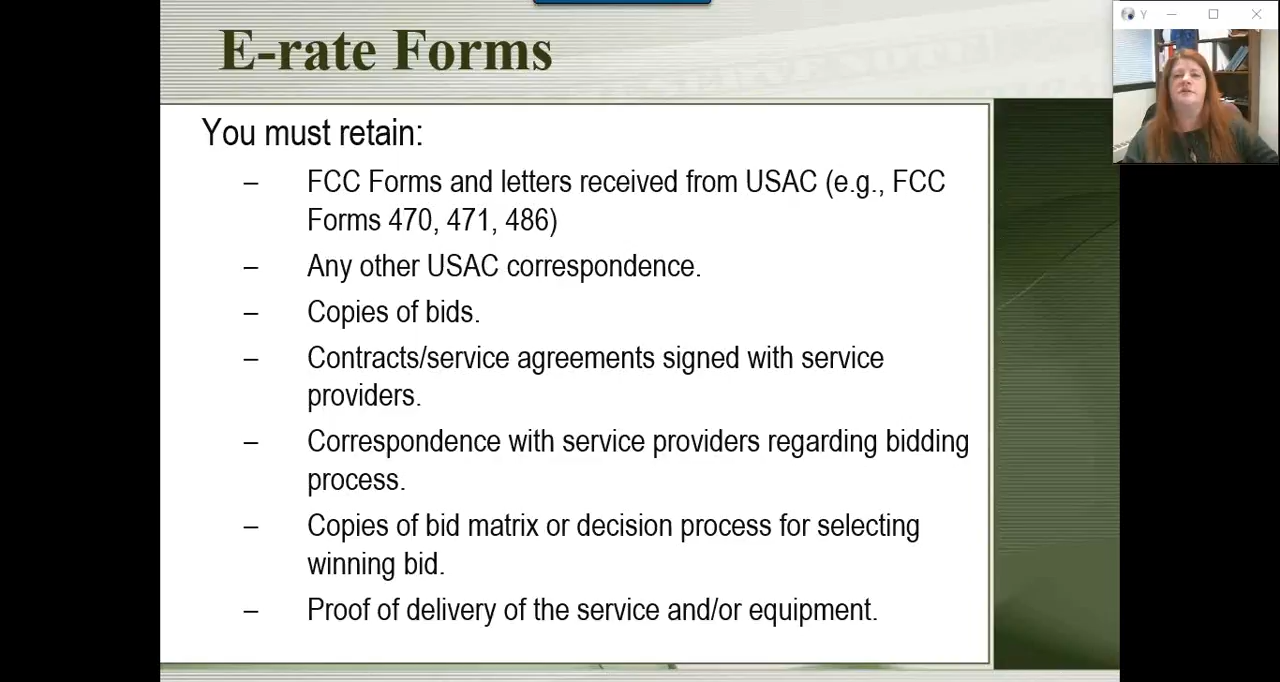 E-rate Forms
Y
You must retain:
– FCC Forms and letters received from USAC (e.g., FCC
Forms 470, 471, 486)
– Any other USAC correspondence.
– Copies of bids.
– Contracts/service agreements signed with service
providers.
– Correspondence with service providers regarding bidding
process.
– Copies of bid matrix or decision process for selecting
winning bid.
– Proof of delivery of the service and/or equipment.